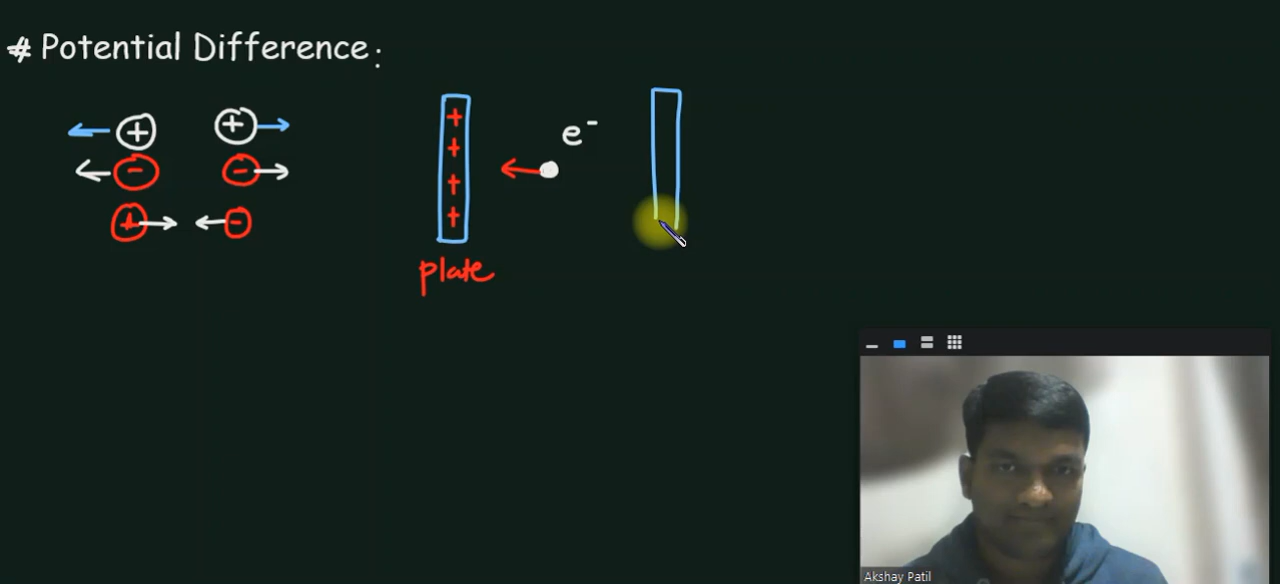 # Potential Difference:
+ +
- -
+ -
+
+
+
+
e⁻
plate
Akshay Patil